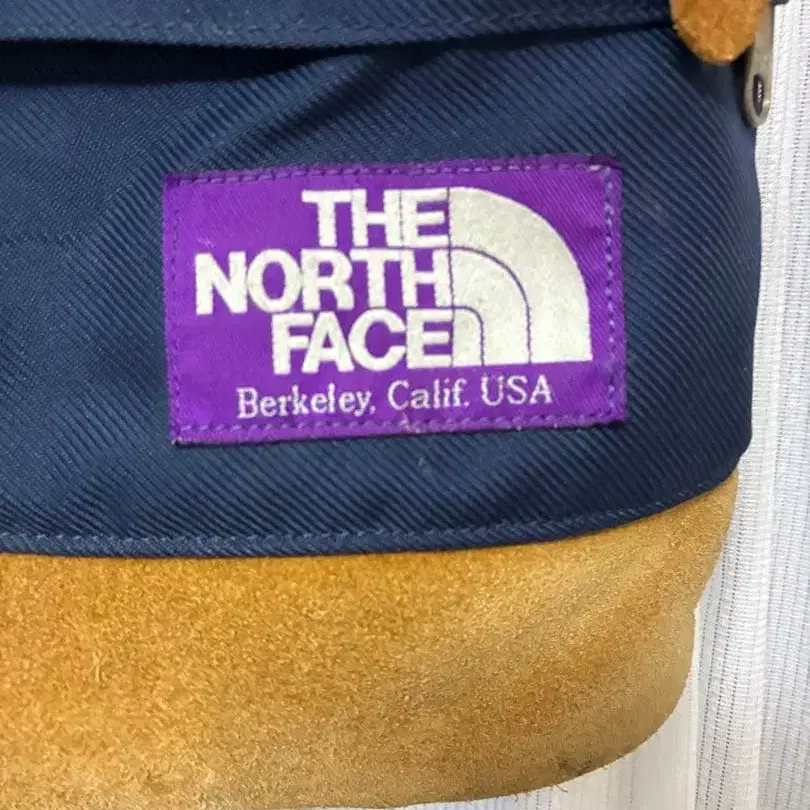 THE
NORTH
FACE
Berkeley, Calif. USA